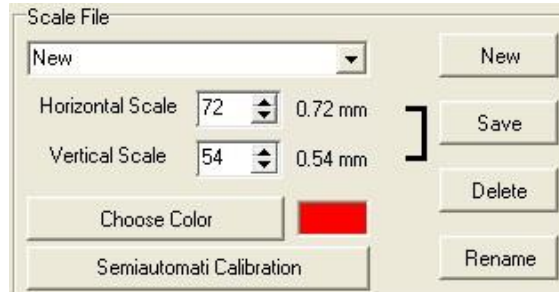 Scale File
New
New
Horizontal Scale 72 0.72 mm
Save
Vertical Scale 54 0.54 mm
Delete
Choose Color
Rename
Semiautomati Calibration